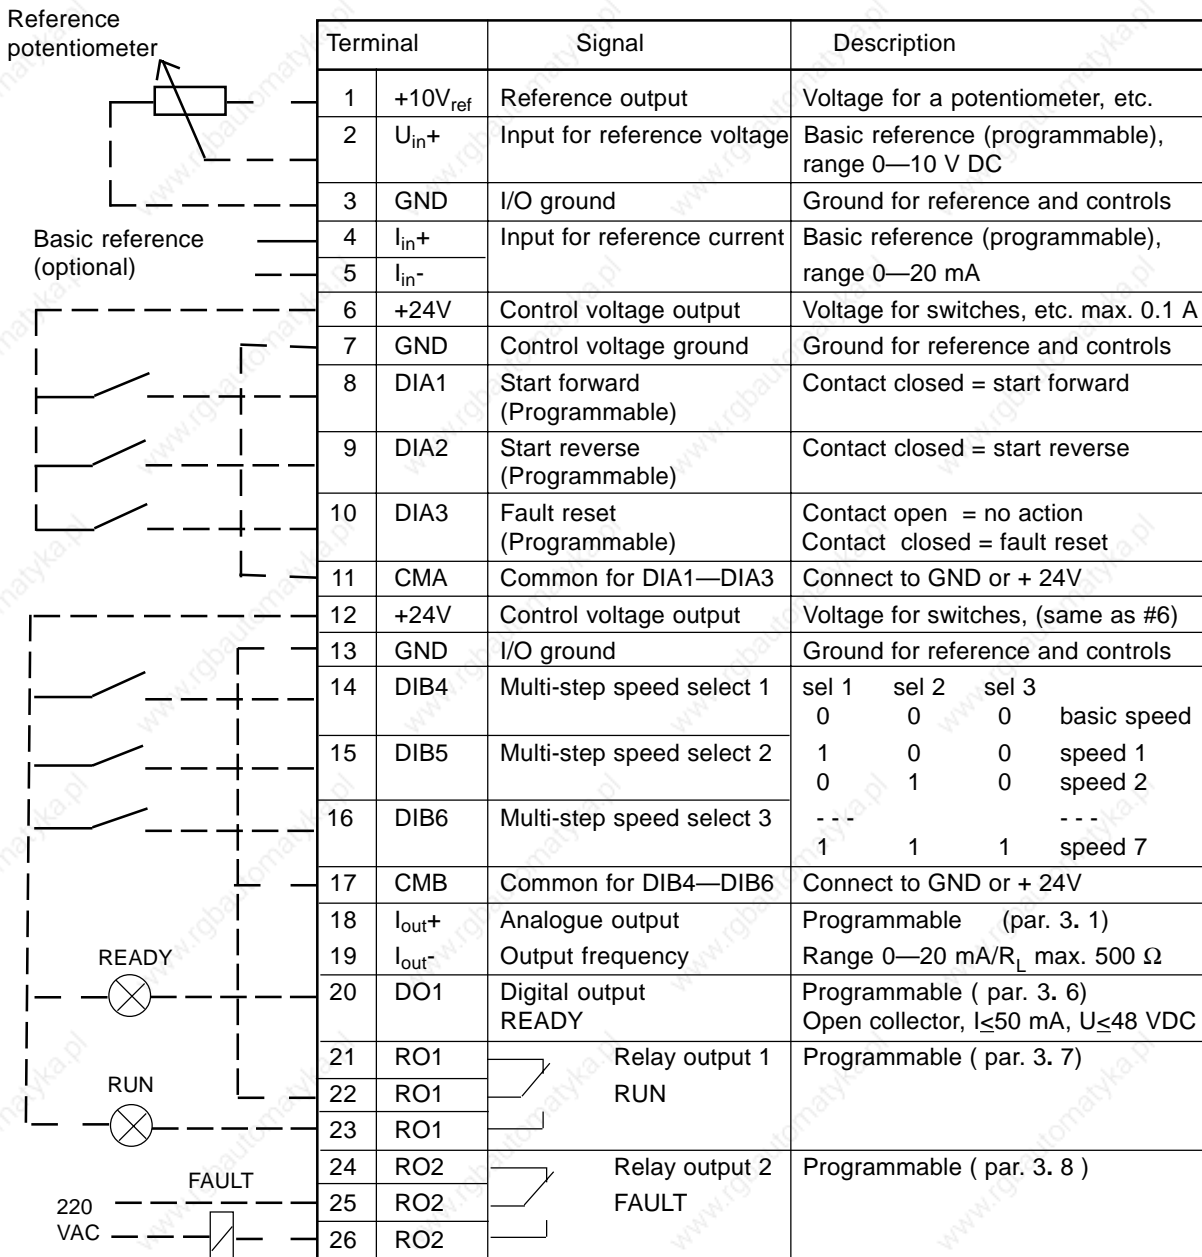 Reference
potentiometer
Terminal Signal Description
1 +10Vref Reference output Voltage for a potentiometer, etc.
2 Uin+ Input for reference voltage Basic reference (programmable),
range 0—10 V DC
3 GND I/O ground Ground for reference and controls
Basic reference
(optional)
4 Iin+ Input for reference current Basic reference (programmable),
5 Iin- range 0—20 mA
6 +24V Control voltage output Voltage for switches, etc. max. 0.1 A
7 GND Control voltage ground Ground for reference and controls
8 DIA1 Start forward Contact closed = start forward
(Programmable)
9 DIA2 Start reverse Contact closed = start reverse
(Programmable)
10 DIA3 Fault reset Contact open = no action
(Programmable) Contact closed = fault reset
11 CMA Common for DIA1—DIA3 Connect to GND or + 24V
12 +24V Control voltage output Voltage for switches, (same as #6)
13 GND I/O ground Ground for reference and controls
14 DIB4 Multi-step speed select 1 sel 1 sel 2 sel 3
0 0 0 basic speed
15 DIB5 Multi-step speed select 2 1 0 0 speed 1
0 1 0 speed 2
16 DIB6 Multi-step speed select 3 - - - - - -
1 1 1 speed 7
17 CMB Common for DIB4—DIB6 Connect to GND or + 24V
18 Iout+ Analogue output Programmable (par. 3. 1)
19 Iout- Output frequency Range 0—20 mA/RL max. 500 Ω
READY
20 DO1 Digital output Programmable ( par. 3. 6)
READY Open collector, I≤50 mA, U≤48 VDC
21 RO1 Relay output 1 Programmable ( par. 3. 7)
RUN
22 RO1 RUN
23 RO1
24 RO2 Relay output 2 Programmable ( par. 3. 8 )
FAULT
220
VAC
25 RO2 FAULT
26 RO2
www.rgbautomatyka.pl